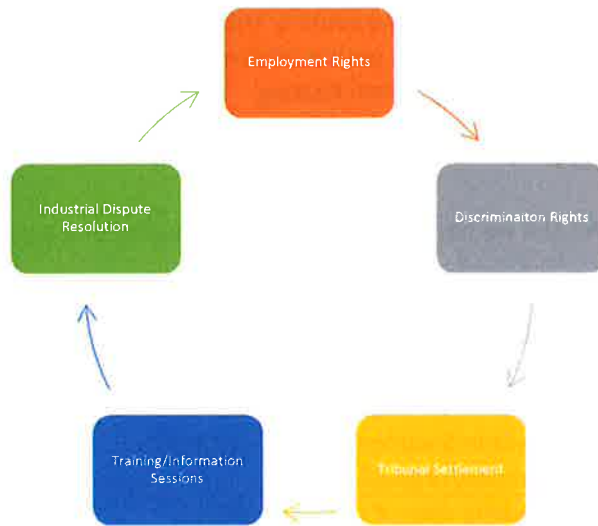 Employment Rights
Discriminaiton Rights
Tribunal Settlement
Training/Information
Sessions
Industrial Dispute
Resolution